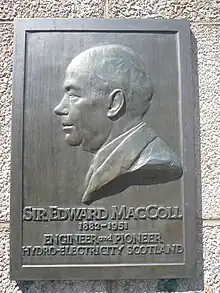 SIR EDWARD MACCOLL
1882-1951
ENGINEER and PIONEER
HYDRO-ELECTRICITY SCOTLAND